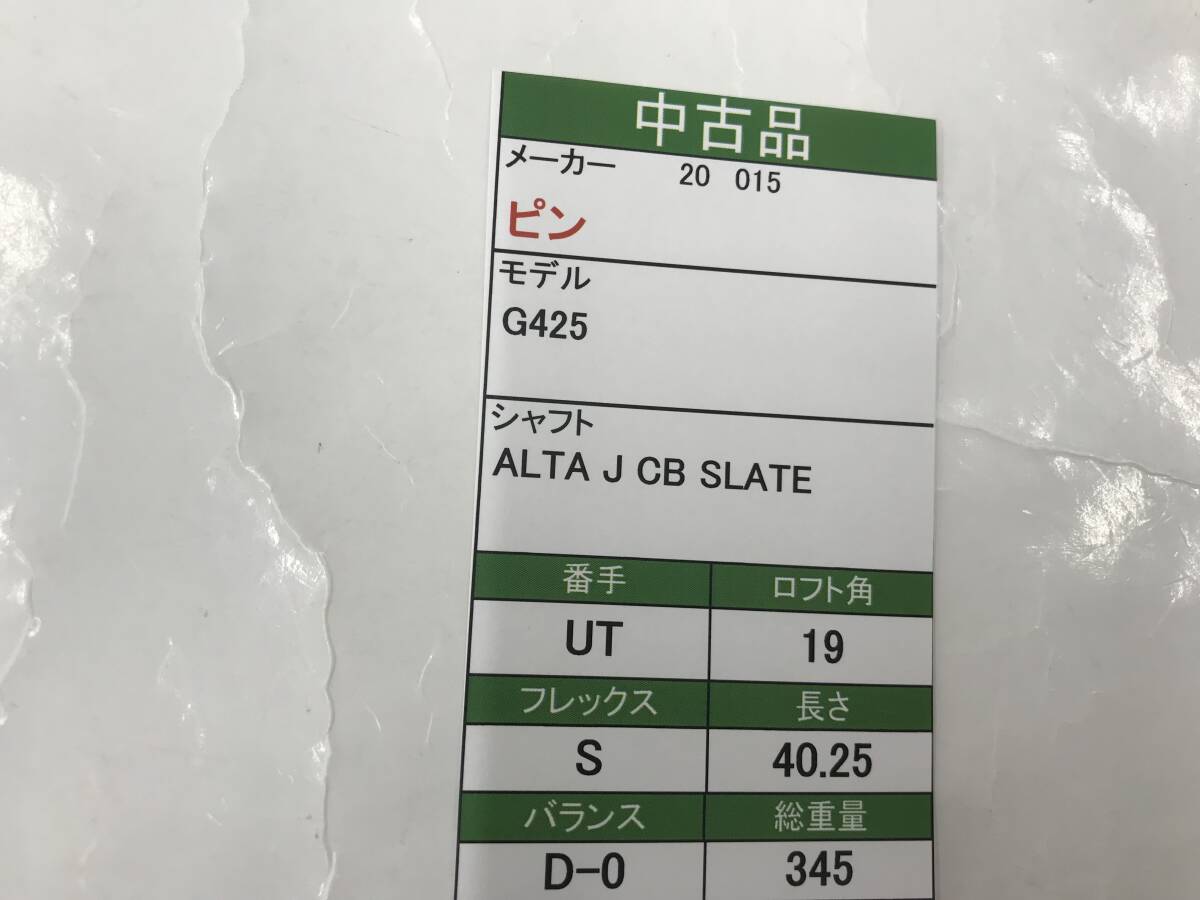 中古品
メーカー 20 015
ピン
モデル
G425
シャフト
ALTA J CB SLATE
番手 ロフト角
UT 19
フレックス 長さ
S 40.25
バランス 総重量
D-0 345